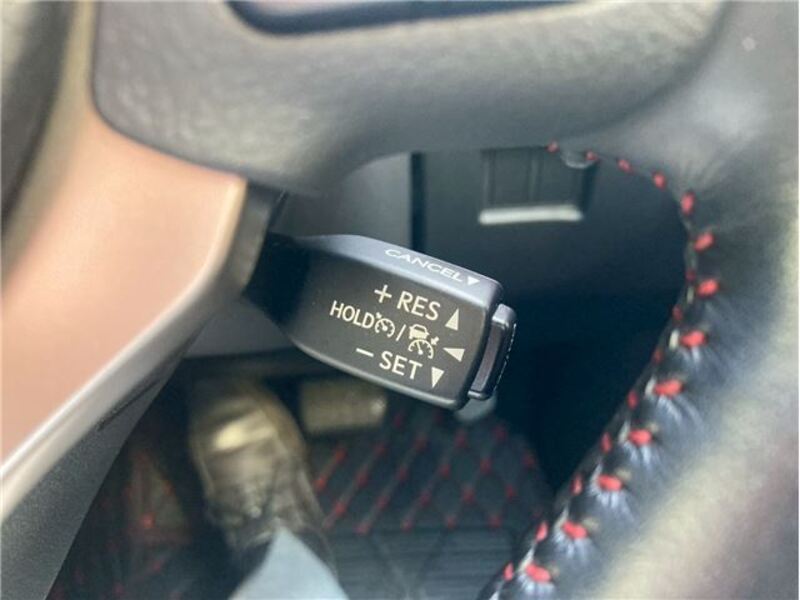 CANCEL▼
+ RES ▲
HOLD /
− SET ▼